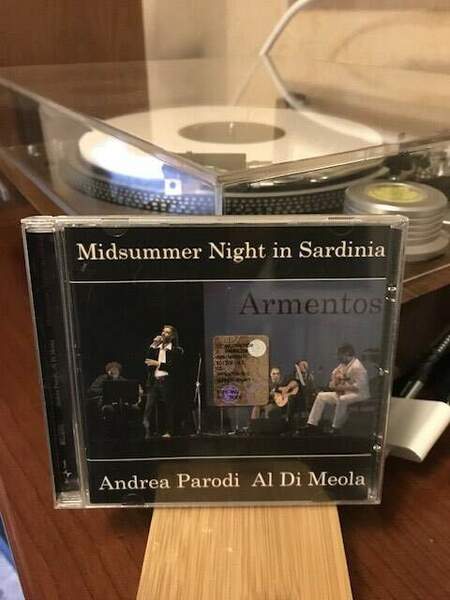 Midsummer Night in Sardinia
Armentos
Andrea Parodi Al Di Meola